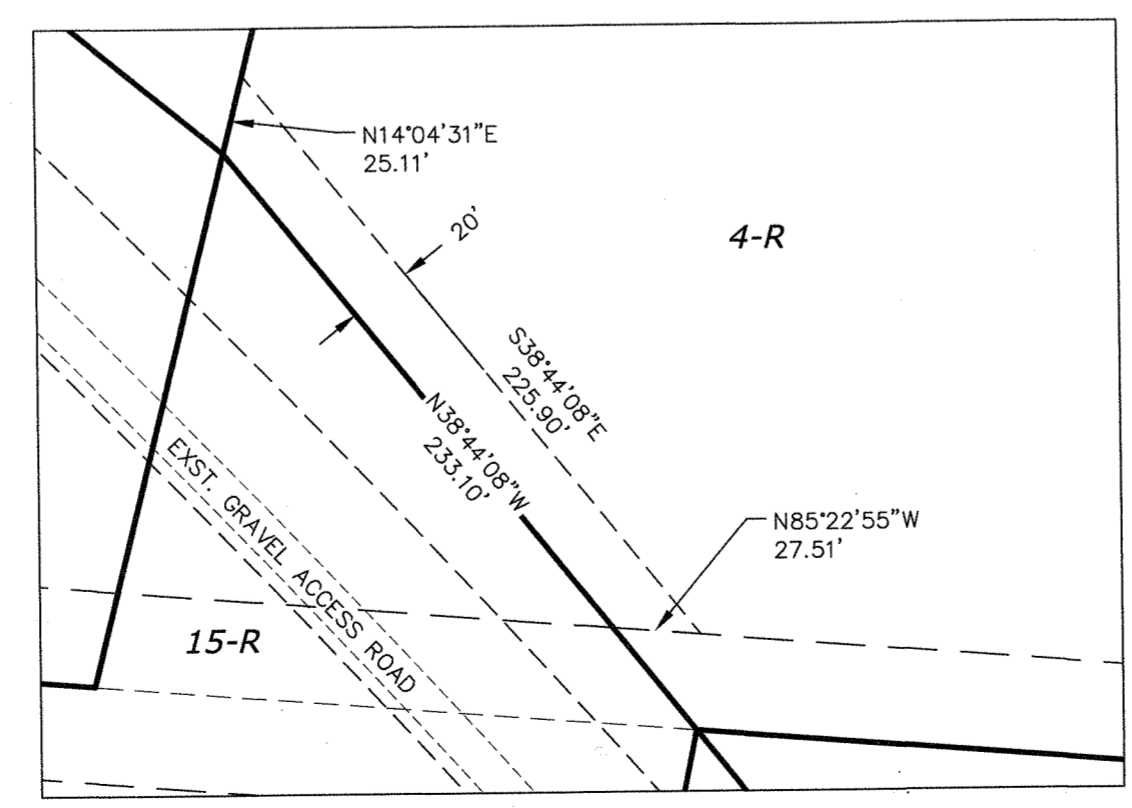 N14°04'31"E
25.11'
20'
4-R
S38°44'08"E
225.90'
N38°44'08"W
233.10'
EXST. GRAVEL ACCESS ROAD
N85°22'55"W
27.51'
15-R